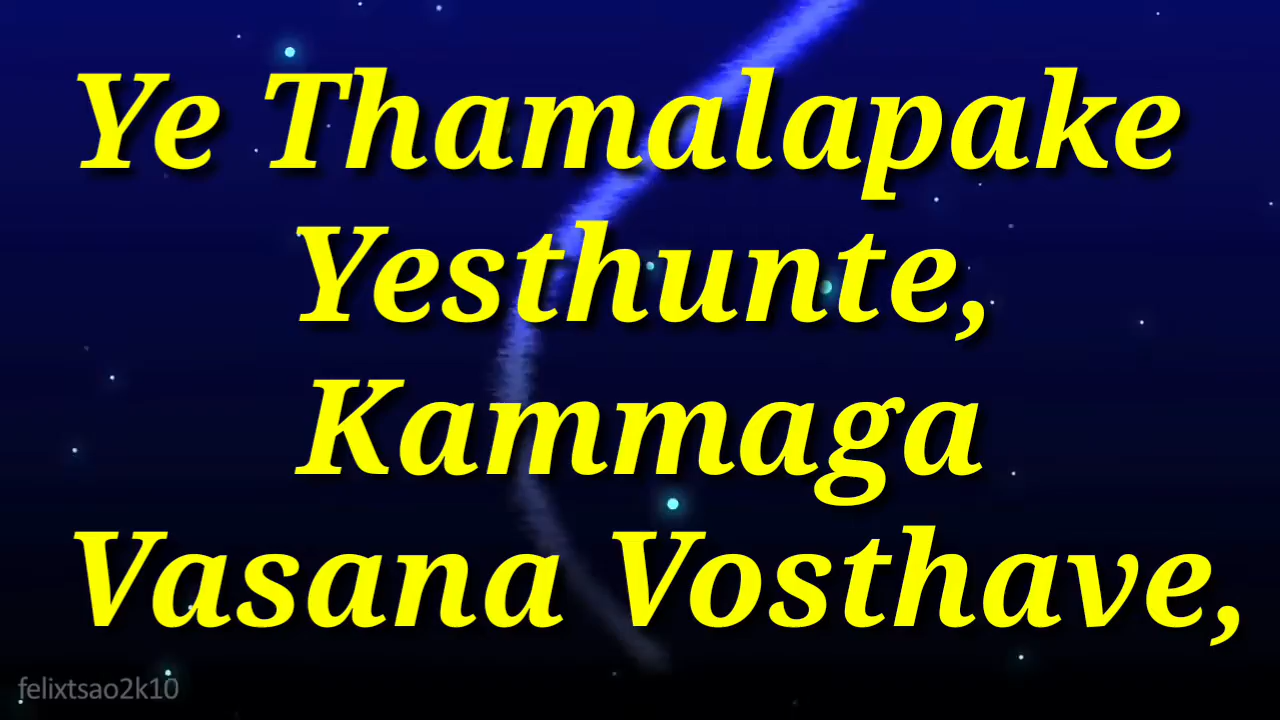 Ye Thamalapake
Yesthunte,
Kammaga
Vasana Vosthave,
felixtsao2k10